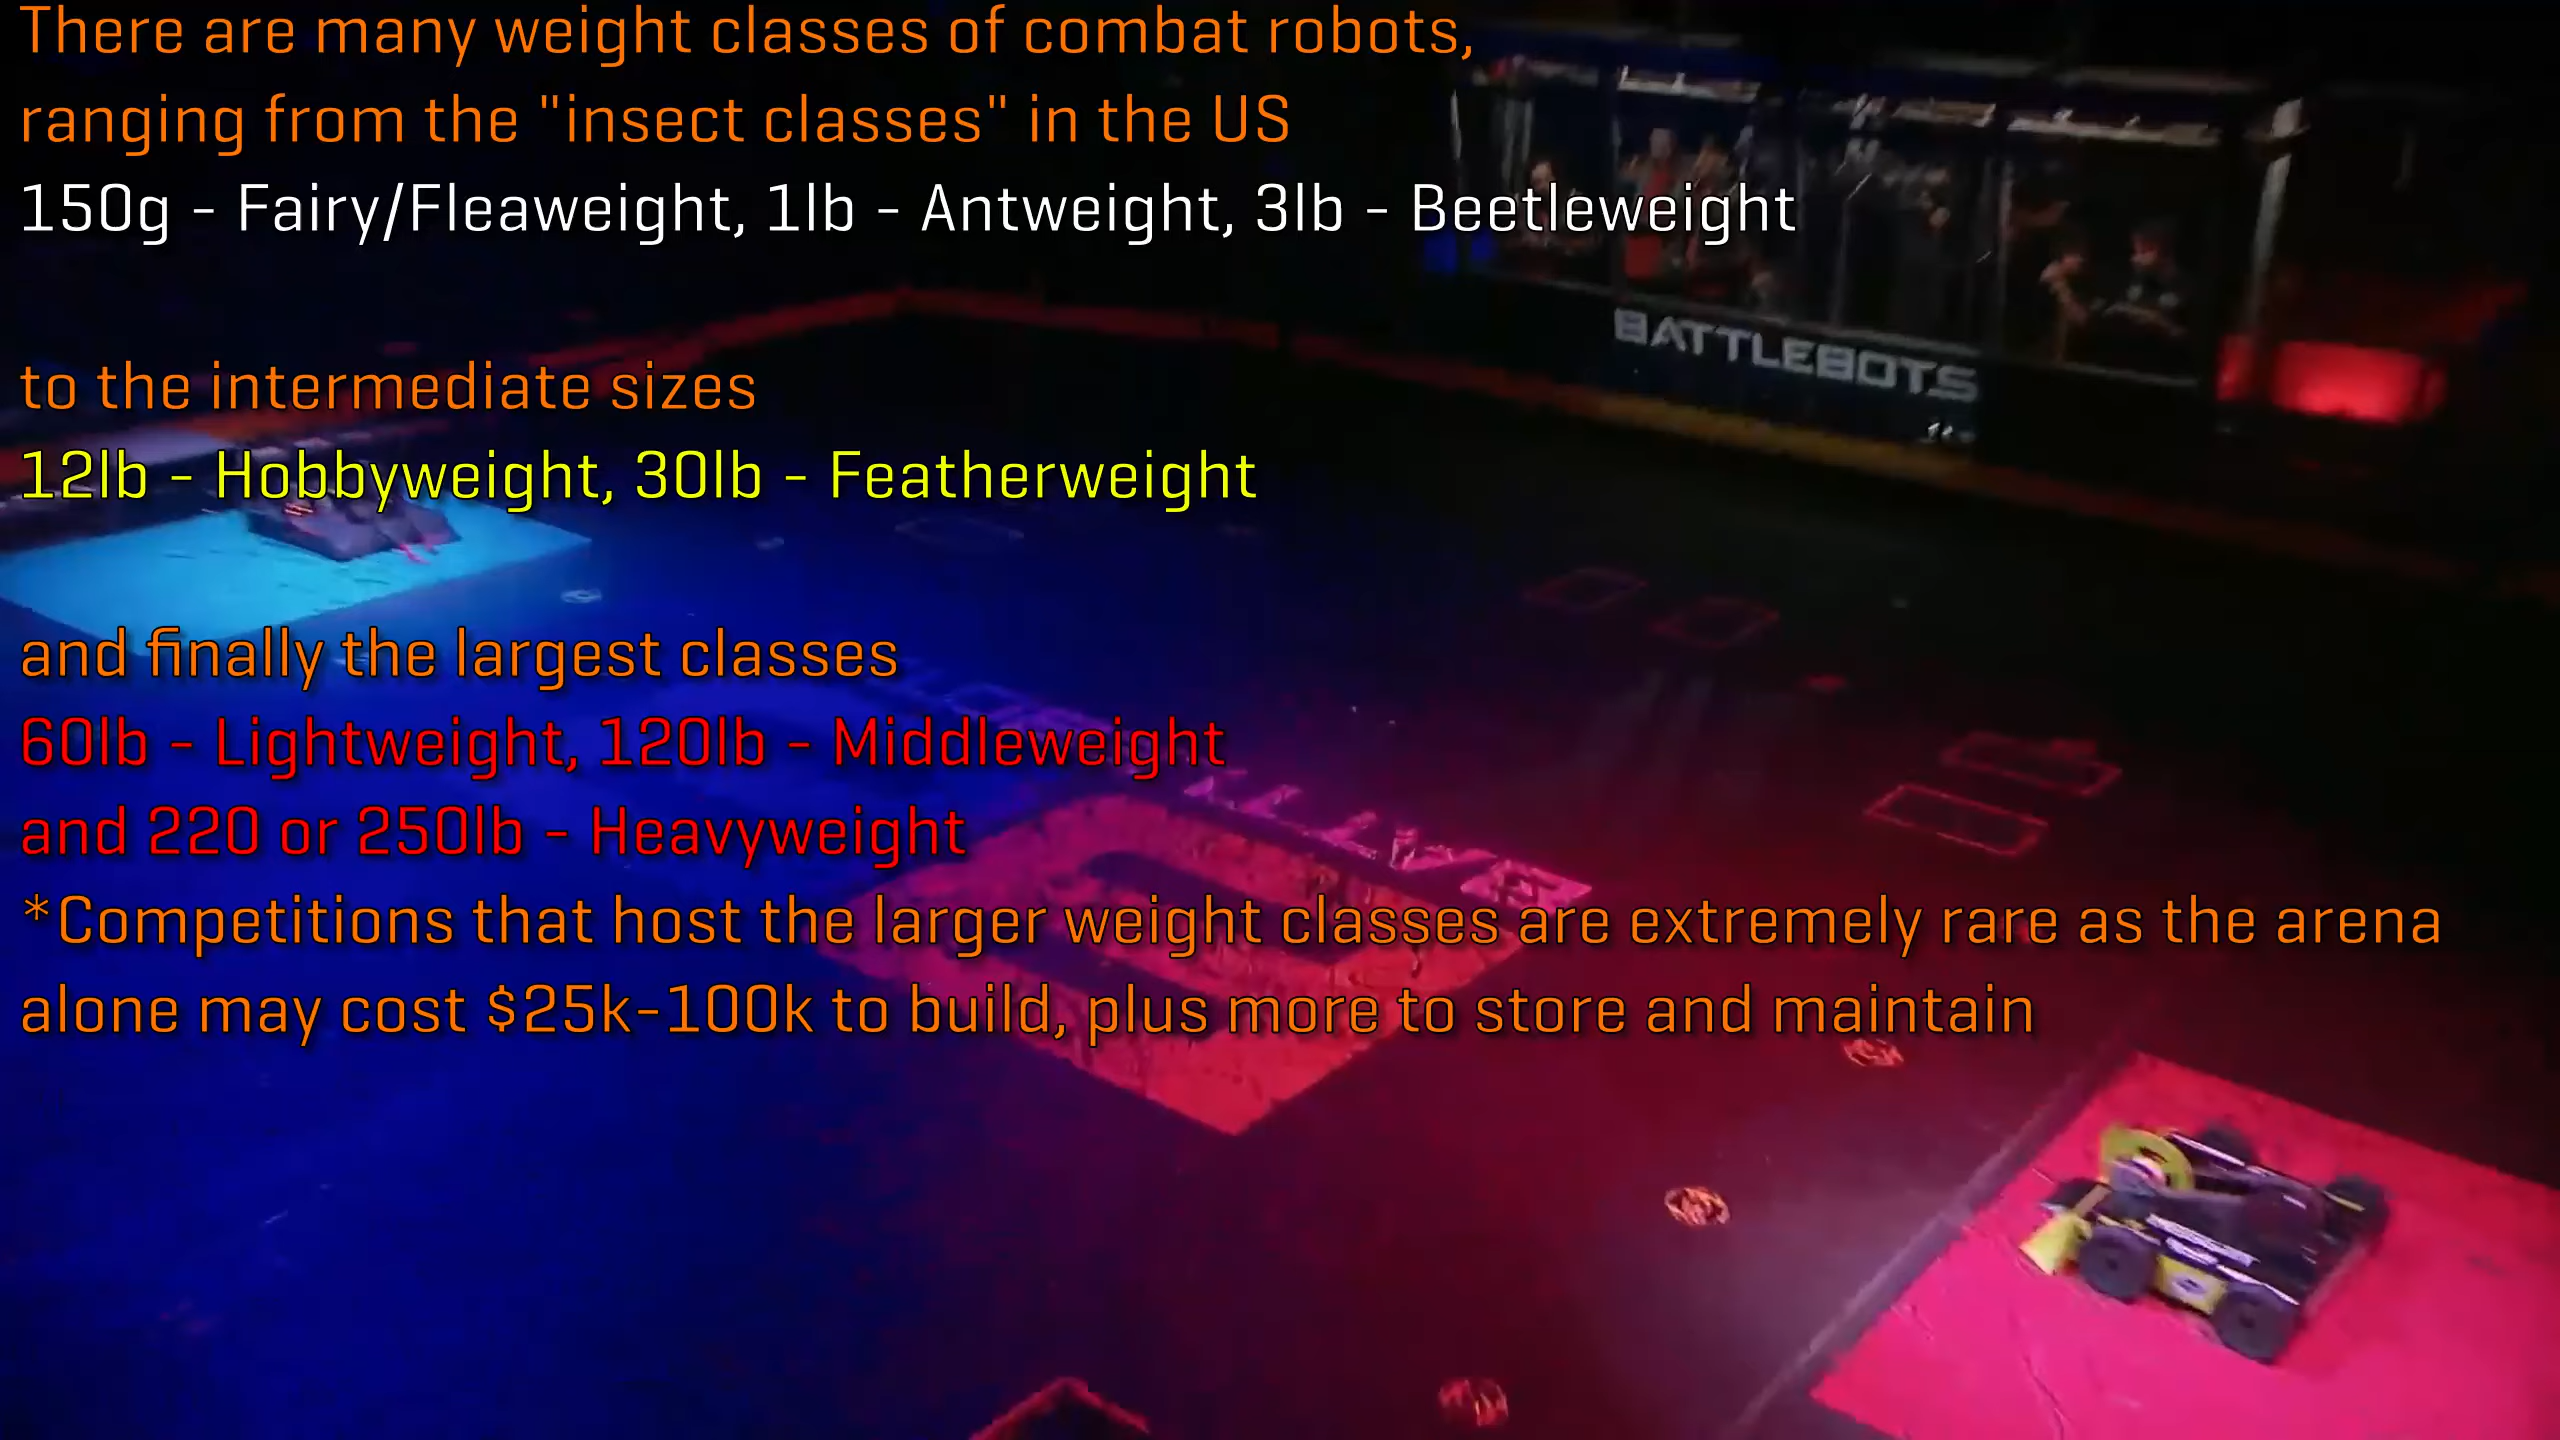 There are many weight classes of combat robots,
ranging from the "insect classes" in the US
150g - Fairy/Fleaweight, 1lb - Antweight, 3lb - Beetleweight
BATTLEBOTS
to the intermediate sizes
12lb - Hobbyweight, 30lb - Featherweight
and finally the largest classes
60lb - Lightweight, 120lb - Middleweight
and 220 or 250lb - Heavyweight
*Competitions that host the larger weight classes are extremely rare as the arena
alone may cost $25k-100k to build, plus more to store and maintain